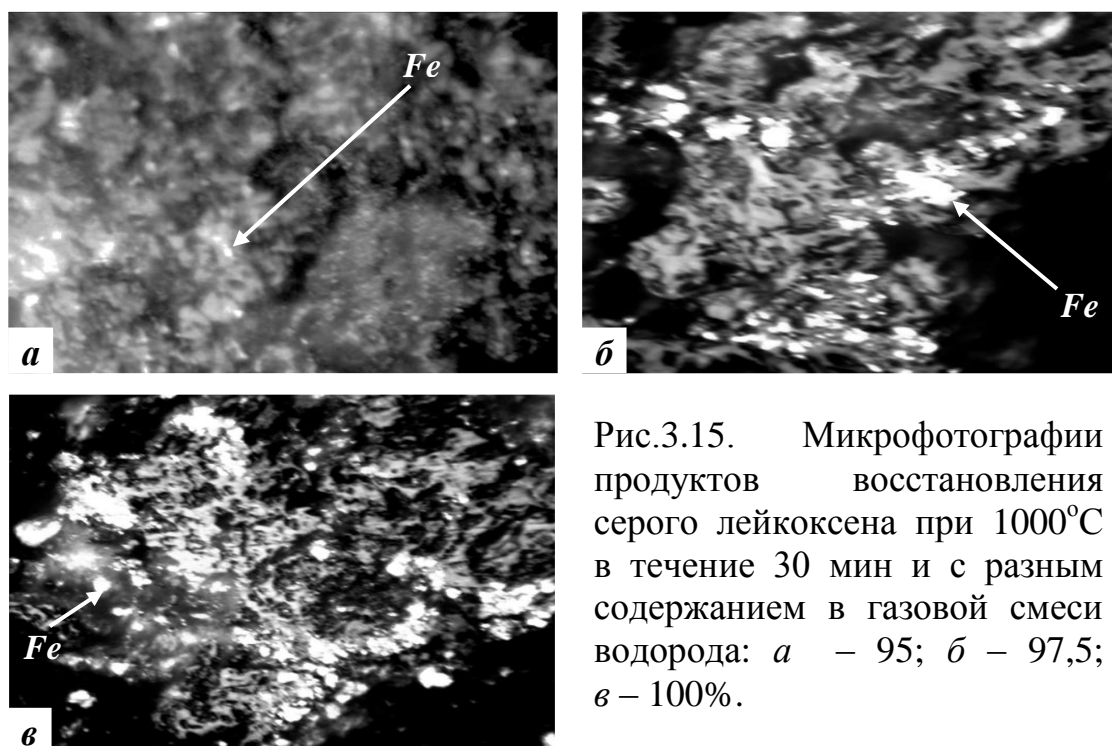 Fe
а
Fe
б
Fe
в
Рис.3.15. Микрофотографии
продуктов восстановления
серого лейкоксена при 1000°С
в течение 30 мин и с разным
содержанием в газовой смеси
водорода: а – 95; б – 97,5;
в – 100%.